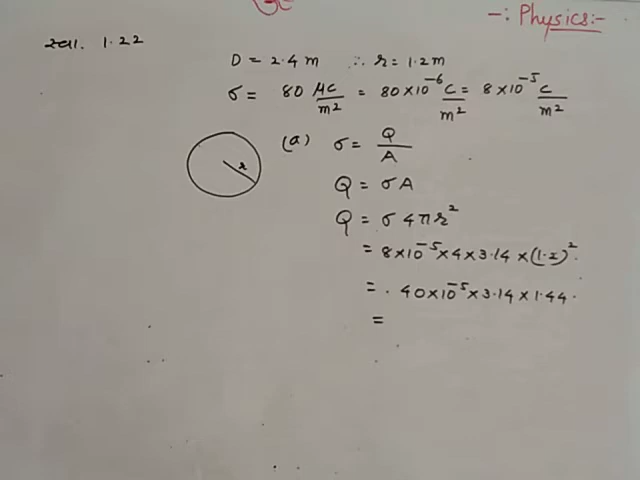 -: Physics:-
સ્વા. 1.22
D = 2.4 m ∴ r = 1.2 m
σ = 80 μC/m² = 80×10⁻⁶ C/m² = 8×10⁻⁵ C/m²
(a) σ = Q/A
r
Q = σA
Q = σ 4πr²
= 8×10⁻⁵×4×3.14×(1.2)²
= 40×10⁻⁵×3.14×1.44
=